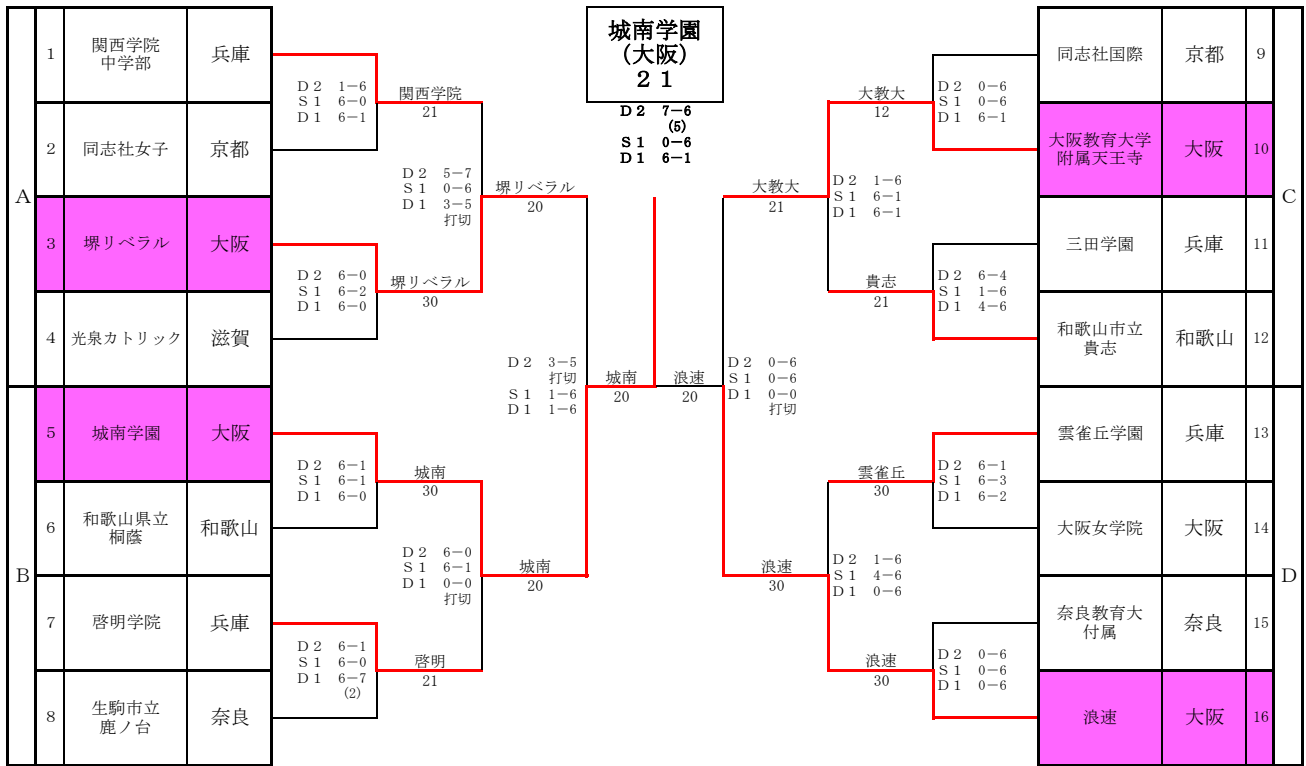 A
1 関西学院 中学部 兵庫
2 同志社女子 京都
3 堺リベラル 大阪
4 光泉カトリック 滋賀
B
5 城南学園 大阪
6 和歌山県立 桐蔭 和歌山
7 啓明学院 兵庫
8 生駒市立 鹿ノ台 奈良
D2 1-6
S1 6-0
D1 6-1
関西学院
21
D2 6-0
S1 6-2
D1 6-0
堺リベラル
30
D2 6-1
S1 6-1
D1 6-0
城南
30
D2 6-1
S1 6-0
D1 6-7
(2)
啓明
21
D2 5-7
S1 0-6
D1 3-5
打切
堺リベラル
20
D2 6-0
S1 6-1
D1 0-0
打切
城南
20
D2 3-5
打切
S1 1-6
D1 1-6
城南
20
城南学園
(大阪)
21
D2 7-6
(5)
S1 0-6
D1 6-1
浪速
20
D2 0-6
S1 0-6
D1 0-0
打切
大教大
21
D2 1-6
S1 6-1
D1 6-1
浪速
30
D2 1-6
S1 4-6
D1 0-6
大教大
12
D2 0-6
S1 0-6
D1 6-1
貴志
21
D2 6-4
S1 1-6
D1 4-6
雲雀丘
30
D2 6-1
S1 6-3
D1 6-2
浪速
30
D2 0-6
S1 0-6
D1 0-6
C
同志社国際 京都 9
大阪教育大学 附属天王寺 大阪 10
三田学園 兵庫 11
和歌山市立 貴志 和歌山 12
D
雲雀丘学園 兵庫 13
大阪女学院 大阪 14
奈良教育大 付属 奈良 15
浪速 大阪 16